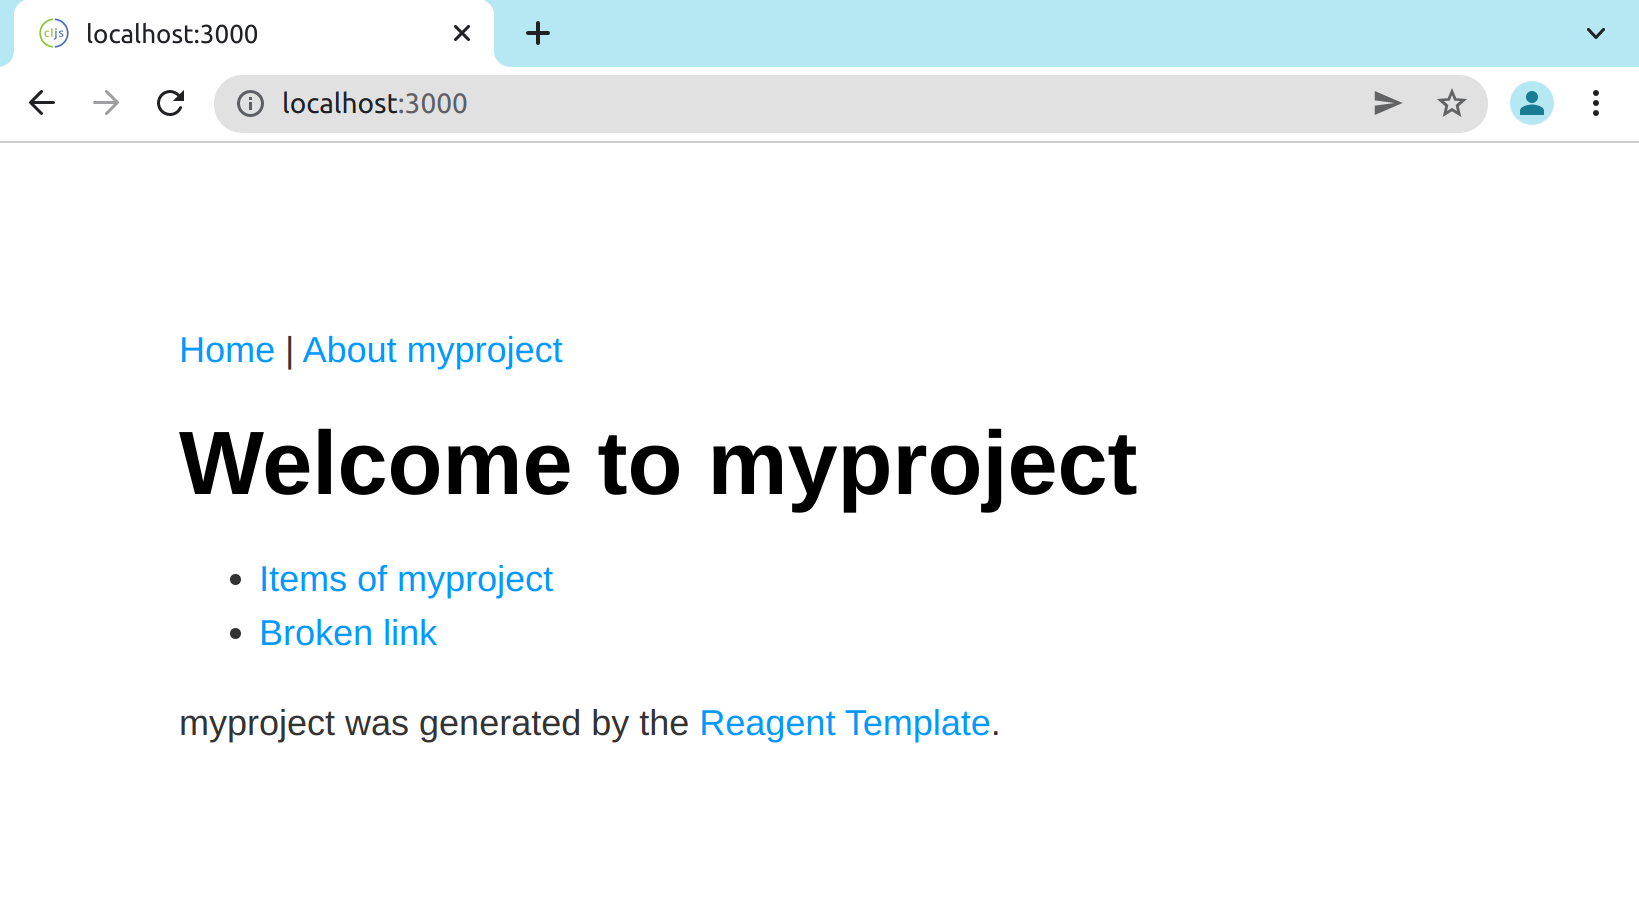 cljs localhost:3000
localhost:3000
Home | About myproject
Welcome to myproject
• Items of myproject
• Broken link
myproject was generated by the Reagent Template.